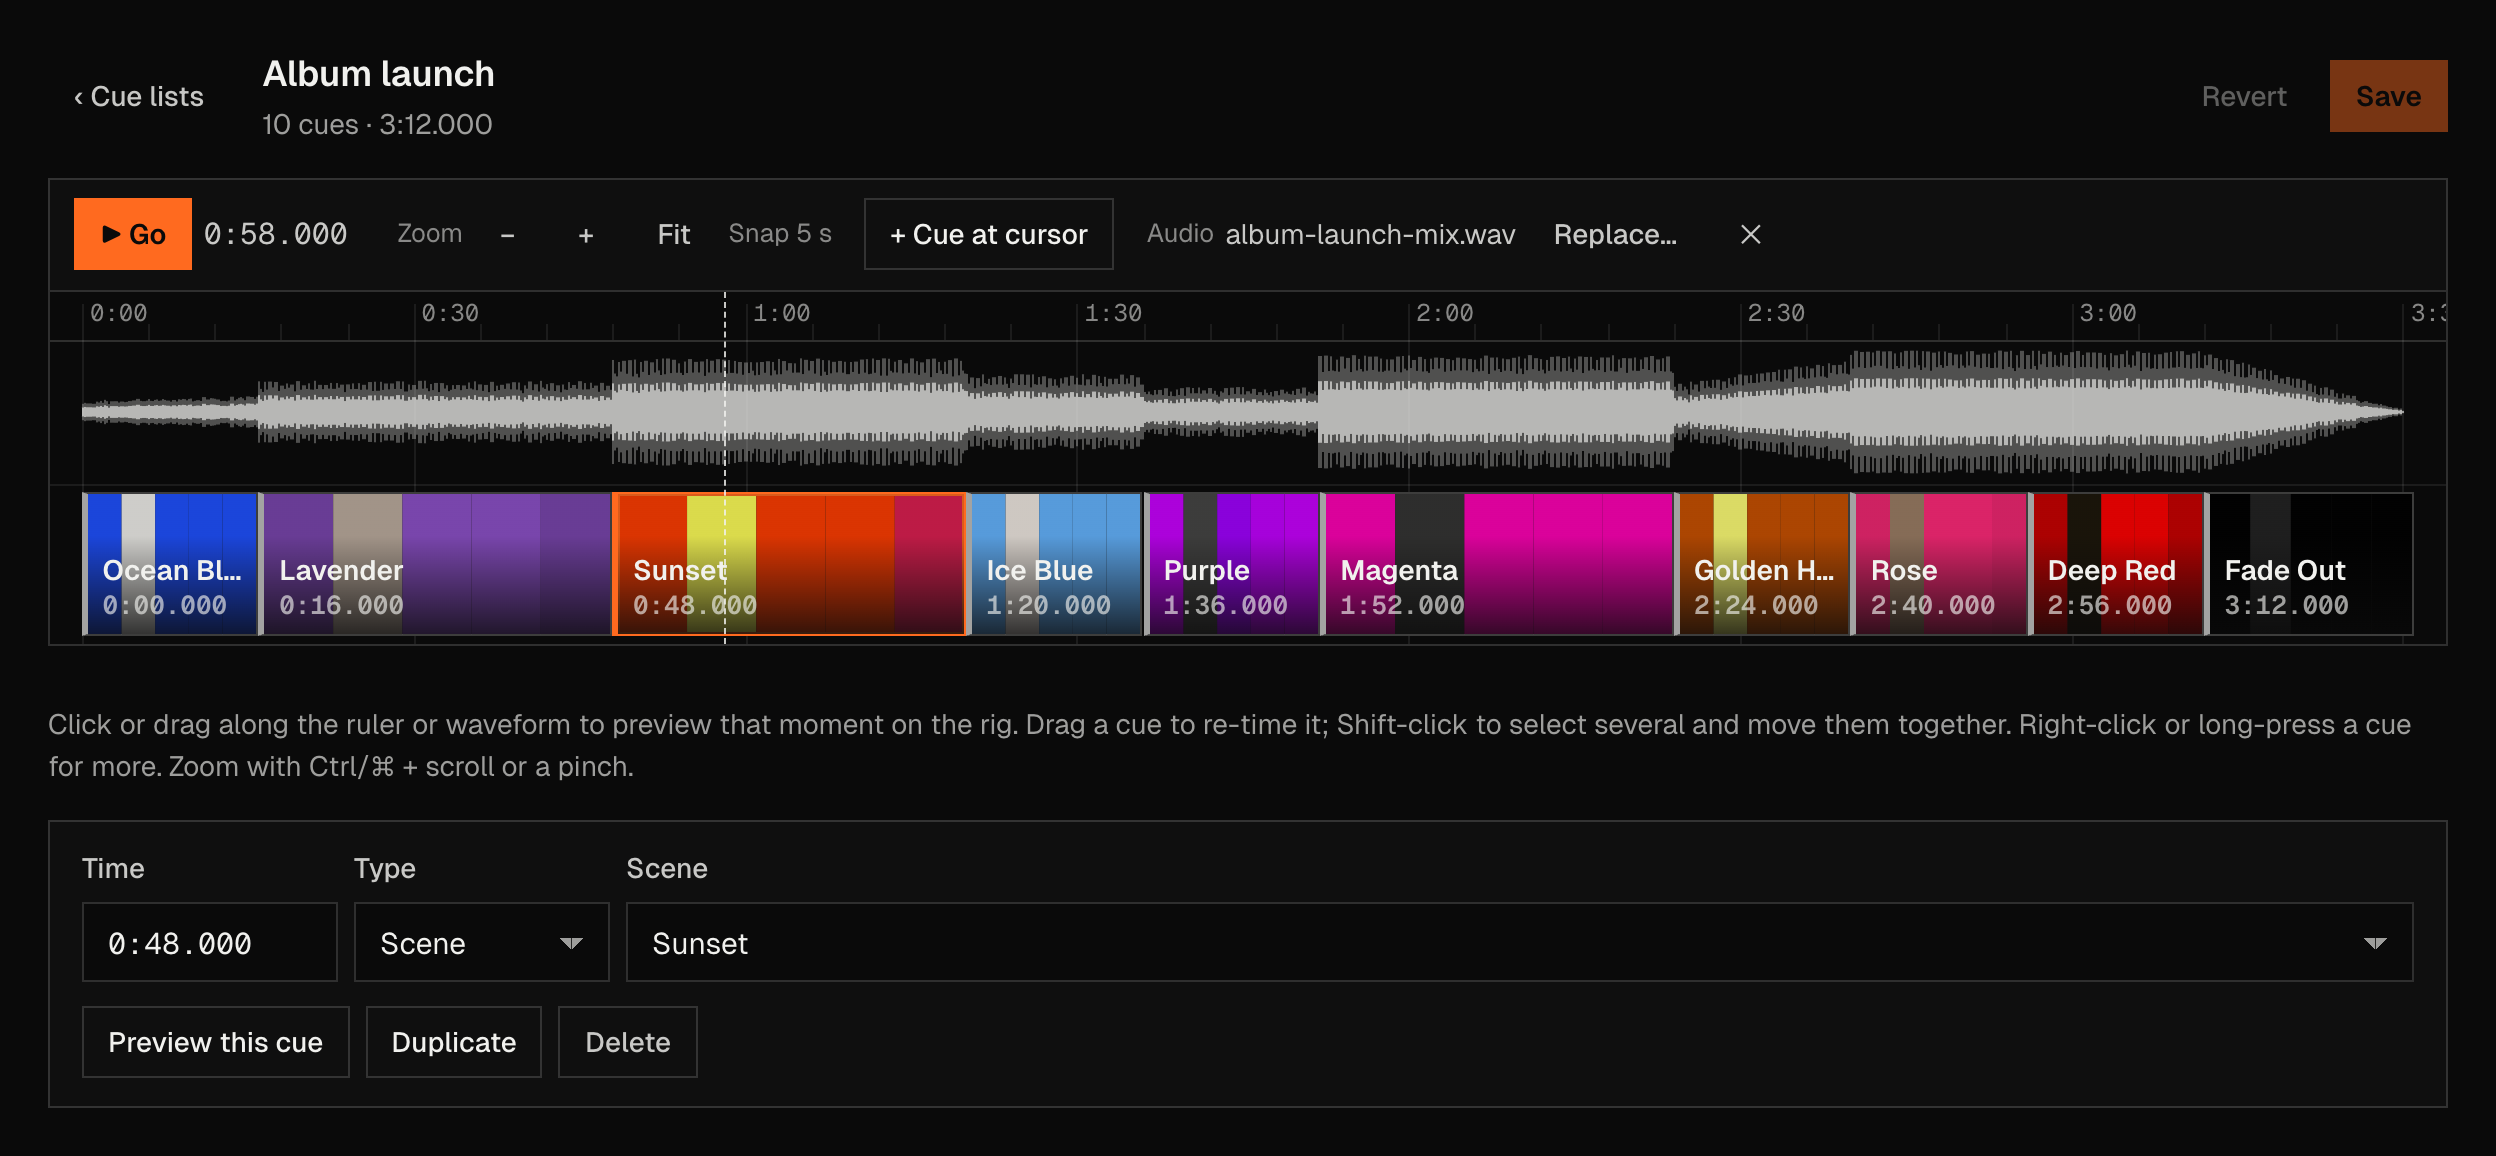 ‹ Cue lists
Album launch
10 cues · 3:12.000
Revert
Save
Go
0:58.000
Zoom
−
+
Fit
Snap 5 s
+ Cue at cursor
Audio
album-launch-mix.wav
Replace...
×
0:00
0:30
1:00
1:30
2:00
2:30
3:00
3:3
Ocean Bl...
0:00.000
Lavender
0:16.000
Sunset
0:48.000
Ice Blue
1:20.000
Purple
1:36.000
Magenta
1:52.000
Golden H...
2:24.000
Rose
2:40.000
Deep Red
2:56.000
Fade Out
3:12.000
Click or drag along the ruler or waveform to preview that moment on the rig. Drag a cue to re-time it; Shift-click to select several and move them together. Right-click or long-press a cue
for more. Zoom with Ctrl/⌘ + scroll or a pinch.
Time
Type
Scene
0:48.000
Scene
Sunset
Preview this cue
Duplicate
Delete